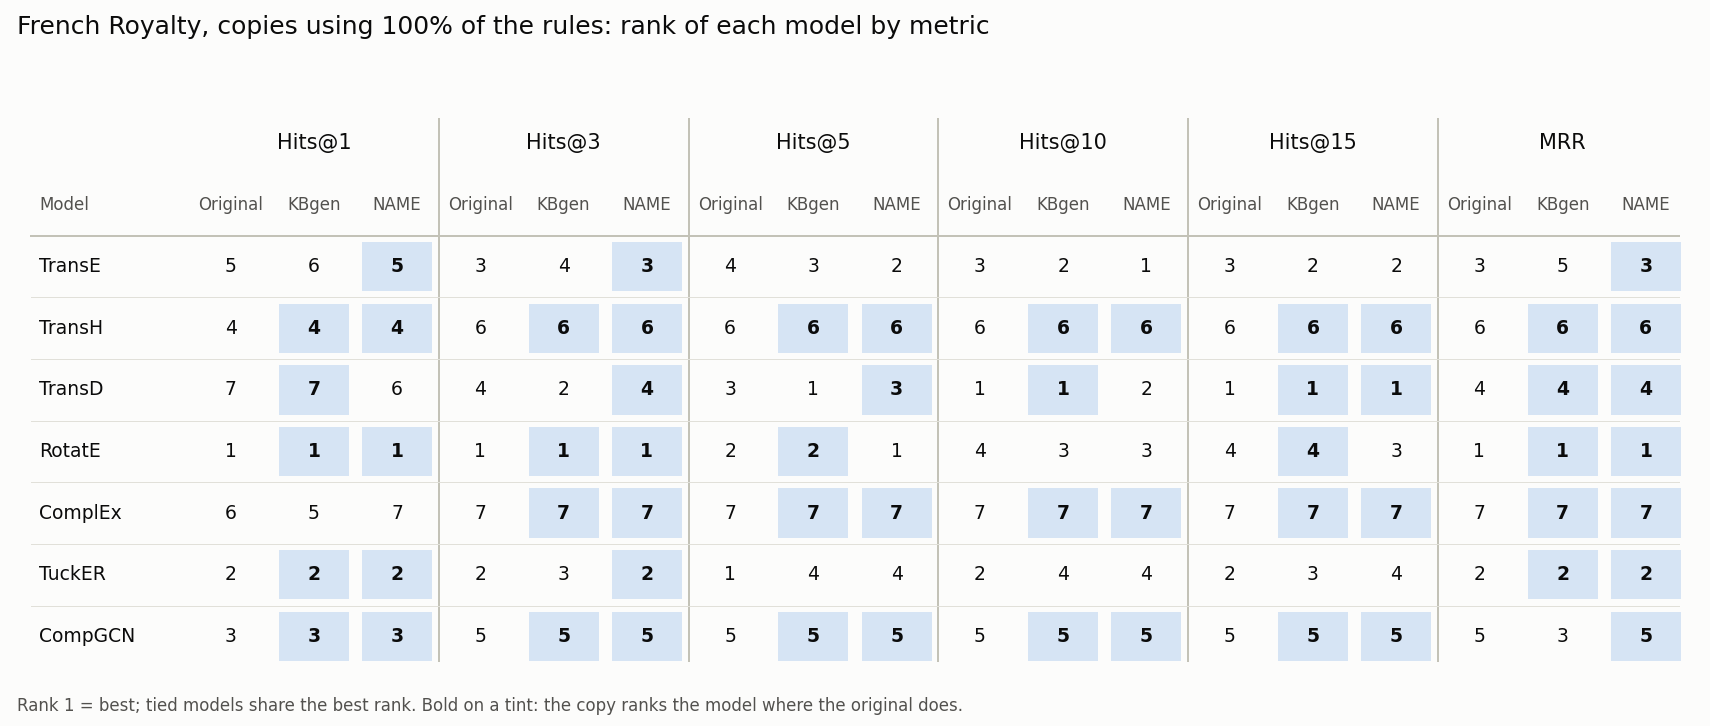 French Royalty, copies using 100% of the rules: rank of each model by metric
Hits@1 Hits@3 Hits@5 Hits@10 Hits@15 MRR
Model Original KBgen NAME Original KBgen NAME Original KBgen NAME Original KBgen NAME Original KBgen NAME Original KBgen NAME
TransE 5 6 5 3 4 3 4 3 2 3 2 1 3 2 2 3 5 3
TransH 4 4 4 6 6 6 6 6 6 6 6 6 6 6 6 6 6 6
TransD 7 7 6 4 2 4 3 1 3 1 1 2 1 1 1 4 4 4
RotatE 1 1 1 1 1 1 2 2 1 4 3 3 4 4 3 1 1 1
ComplEx 6 5 7 7 7 7 7 7 7 7 7 7 7 7 7 7 7 7
TuckER 2 2 2 2 3 2 1 4 4 2 4 4 2 3 4 2 2 2
CompGCN 3 3 3 5 5 5 5 5 5 5 5 5 5 5 5 5 3 5
Rank 1 = best; tied models share the best rank. Bold on a tint: the copy ranks the model where the original does.